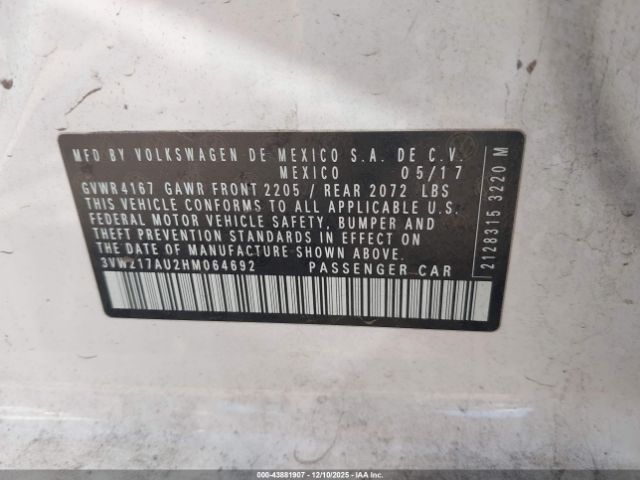 MFD BY VOLKSWAGEN DE MEXICO S.A. DE C.V.
MEXICO 05/17
GVWR 4167 GAWR FRONT 2205 / REAR 2072 LBS
THIS VEHICLE CONFORMS TO ALL APPLICABLE U.S.
FEDERAL MOTOR VEHICLE SAFETY, BUMPER AND
THEFT PREVENTION STANDARDS IN EFFECT ON
THE DATE OF MANUFACTURE SHOWN ABOVE.
3VW217AU2HM064692 PASSENGER CAR
2128315 3220 M
000-43881907 - 12/10/2025 - IAA